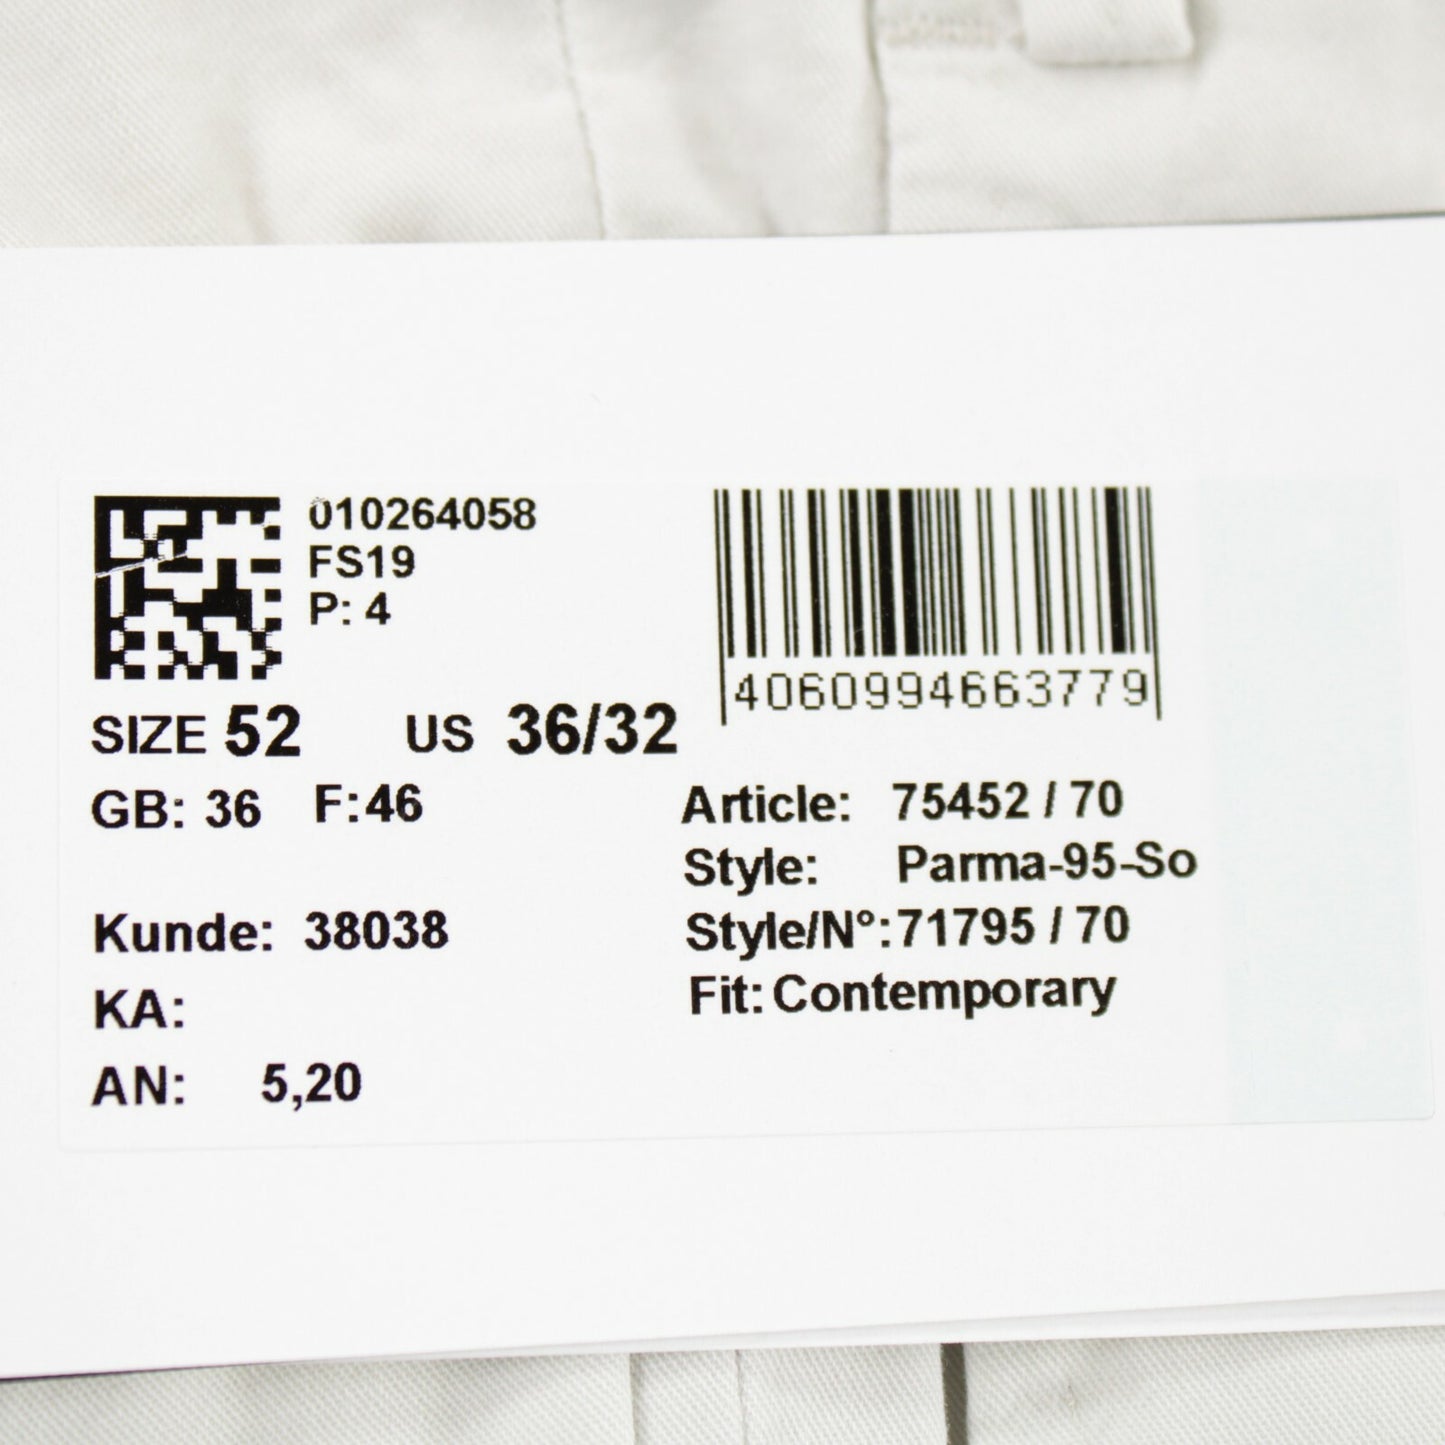 010264058
FS19
P: 4
4060994663779
SIZE 52 US 36/32
GB: 36 F:46
Article: 75452 / 70
Style: Parma-95-So
Kunde: 38038
Style/N°:71795 / 70
KA:
Fit: Contemporary
AN: 5,20